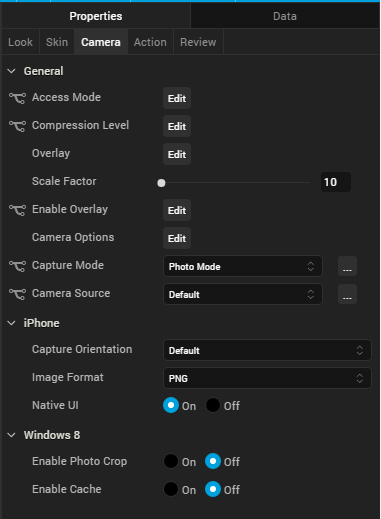 Properties Data
Look Skin Camera Action Review
General
Access Mode Edit
Compression Level Edit
Overlay Edit
Scale Factor 10
Enable Overlay Edit
Camera Options Edit
Capture Mode Photo Mode ...
Camera Source Default ...
iPhone
Capture Orientation Default
Image Format PNG
Native UI On Off
Windows 8
Enable Photo Crop On Off
Enable Cache On Off